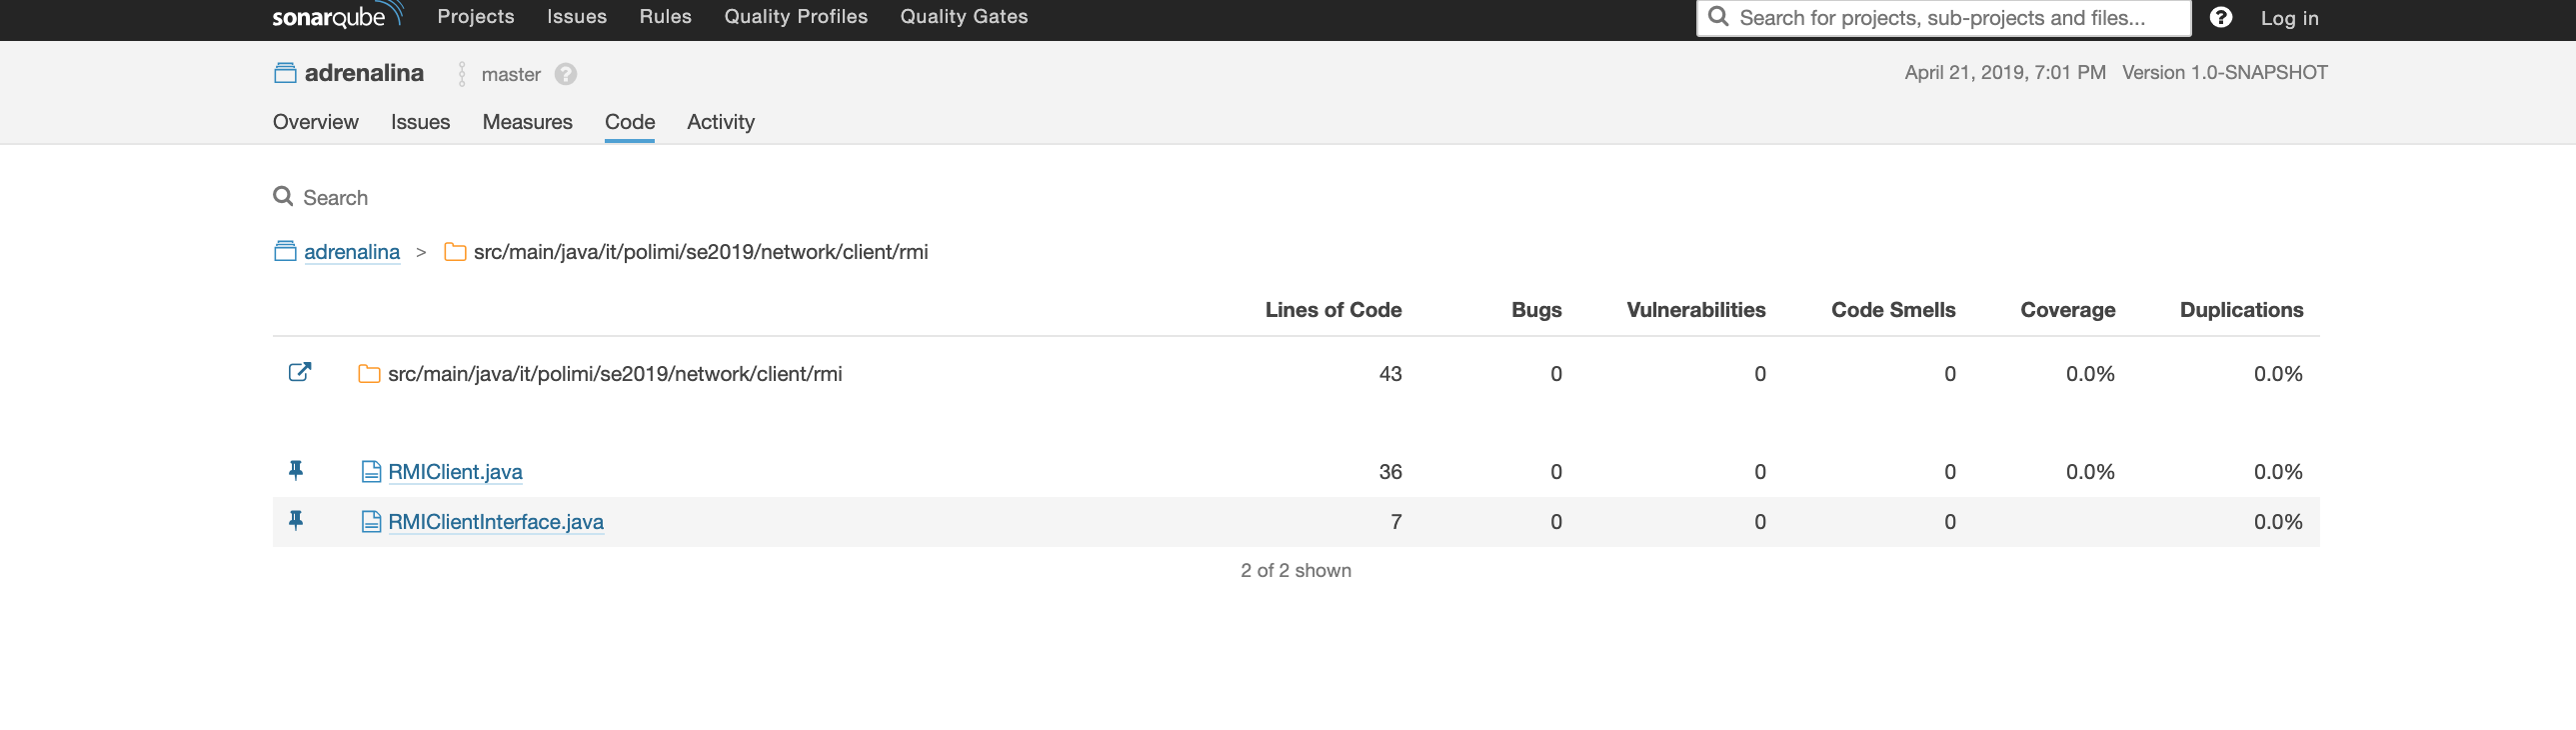 sonarqube Projects Issues Rules Quality Profiles Quality Gates Search for projects, sub-projects and files... ? Log in
adrenalina master ? April 21, 2019, 7:01 PM Version 1.0-SNAPSHOT
Overview Issues Measures Code Activity
Search
adrenalina > src/main/java/it/polimi/se2019/network/client/rmi
Lines of Code Bugs Vulnerabilities Code Smells Coverage Duplications
src/main/java/it/polimi/se2019/network/client/rmi 43 0 0 0 0.0% 0.0%
RMIClient.java 36 0 0 0 0.0% 0.0%
RMIClientInterface.java 7 0 0 0 0.0%
2 of 2 shown